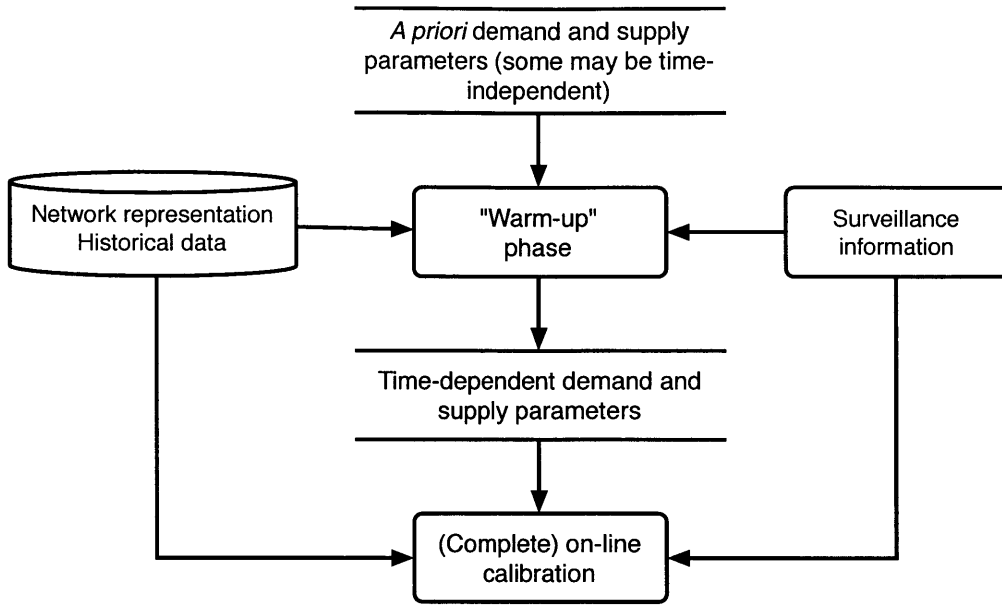 A priori demand and supply
parameters (some may be time-
independent)
Network representation
Historical data
"Warm-up"
phase
Surveillance
information
Time-dependent demand and
supply parameters
(Complete) on-line
calibration